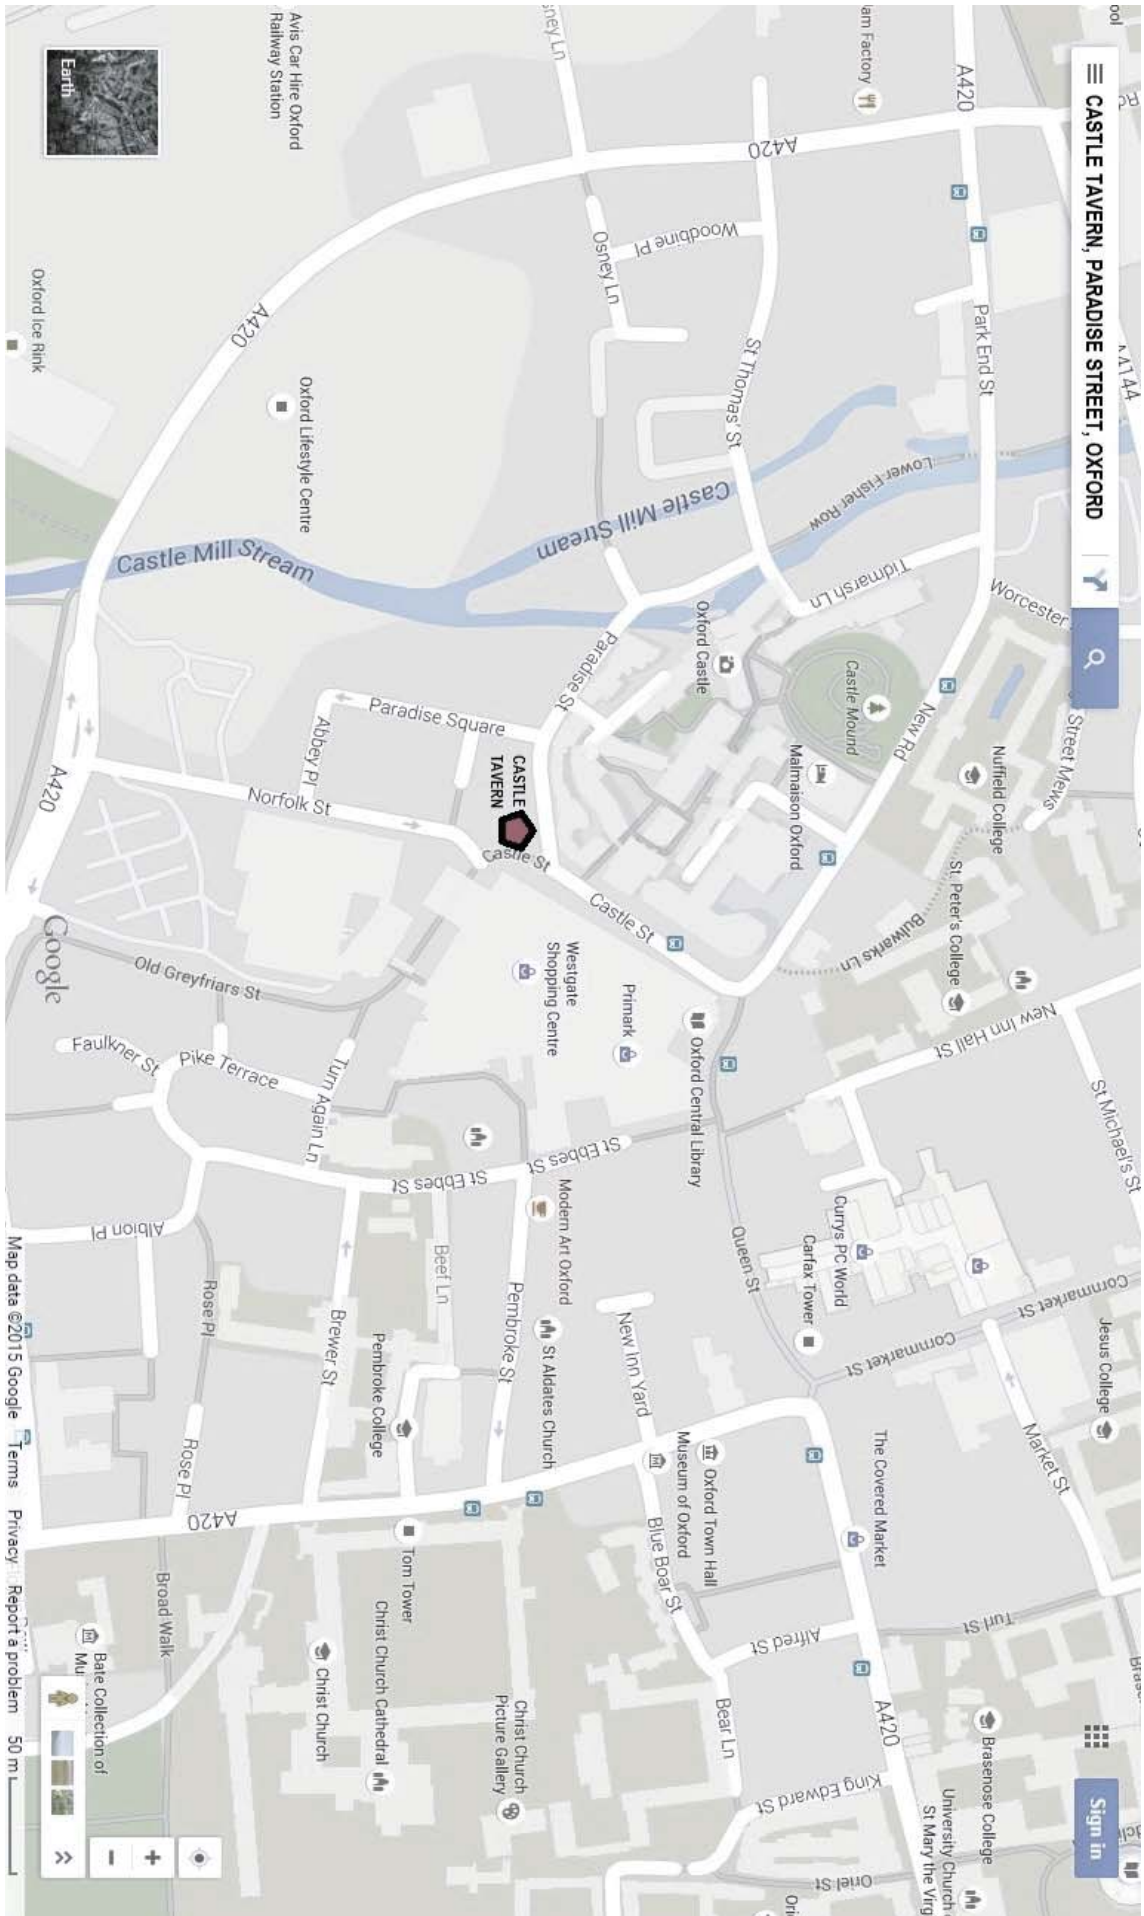 CASTLE TAVERN, PARADISE STREET, OXFORD
Sign in
A4144
A420
Park End St
Worcester
Street Mews
Nuffield College
New Rd
Castle Mound
Malmaison Oxford
Tidmarsh Ln
Lower Fisher Row
St Thomas' St
Woodbine Pl
Osney Ln
Osney Ln
A420
A420
Avis Car Hire Oxford
Railway Station
Oxford Ice Rink
Oxford Lifestyle Centre
Castle Mill Stream
Castle Mill Stream
Oxford Castle
Paradise St
Paradise Square
Abbey Pl
Norfolk St
A420
CASTLE
TAVERN
Castle St
Castle St
Bulwarks Ln
St. Peter's College
New Inn Hall St
St Michael's St
Westgate
Shopping Centre
Primark
Oxford Central Library
Old Greyfriars St
Faulkner St
Pike Terrace
Turn Again Ln
St Ebbes St
St Ebbes St
Modern Art Oxford
Queen St
Currys PC World
Carfax Tower
Cornmarket St
Cornmarket St
Jesus College
Market St
The Covered Market
Albion Pl
Rose Pl
Rose Pl
Beef Ln
Brewer St
Pembroke St
Pembroke College
St Aldates Church
New Inn Yard
Oxford Town Hall
Museum of Oxford
Blue Boar St
Alfred St
Turl St
A420
A420
Tom Tower
Christ Church Cathedral
Christ Church
Christ Church
Picture Gallery
Broad Walk
Bate Collection of
Bear Ln
King Edward St
Oriel St
Brasenose College
University Church
St Mary the Virg
Earth
Google
Map data ©2015 Google Terms Privacy Report a problem 50 m